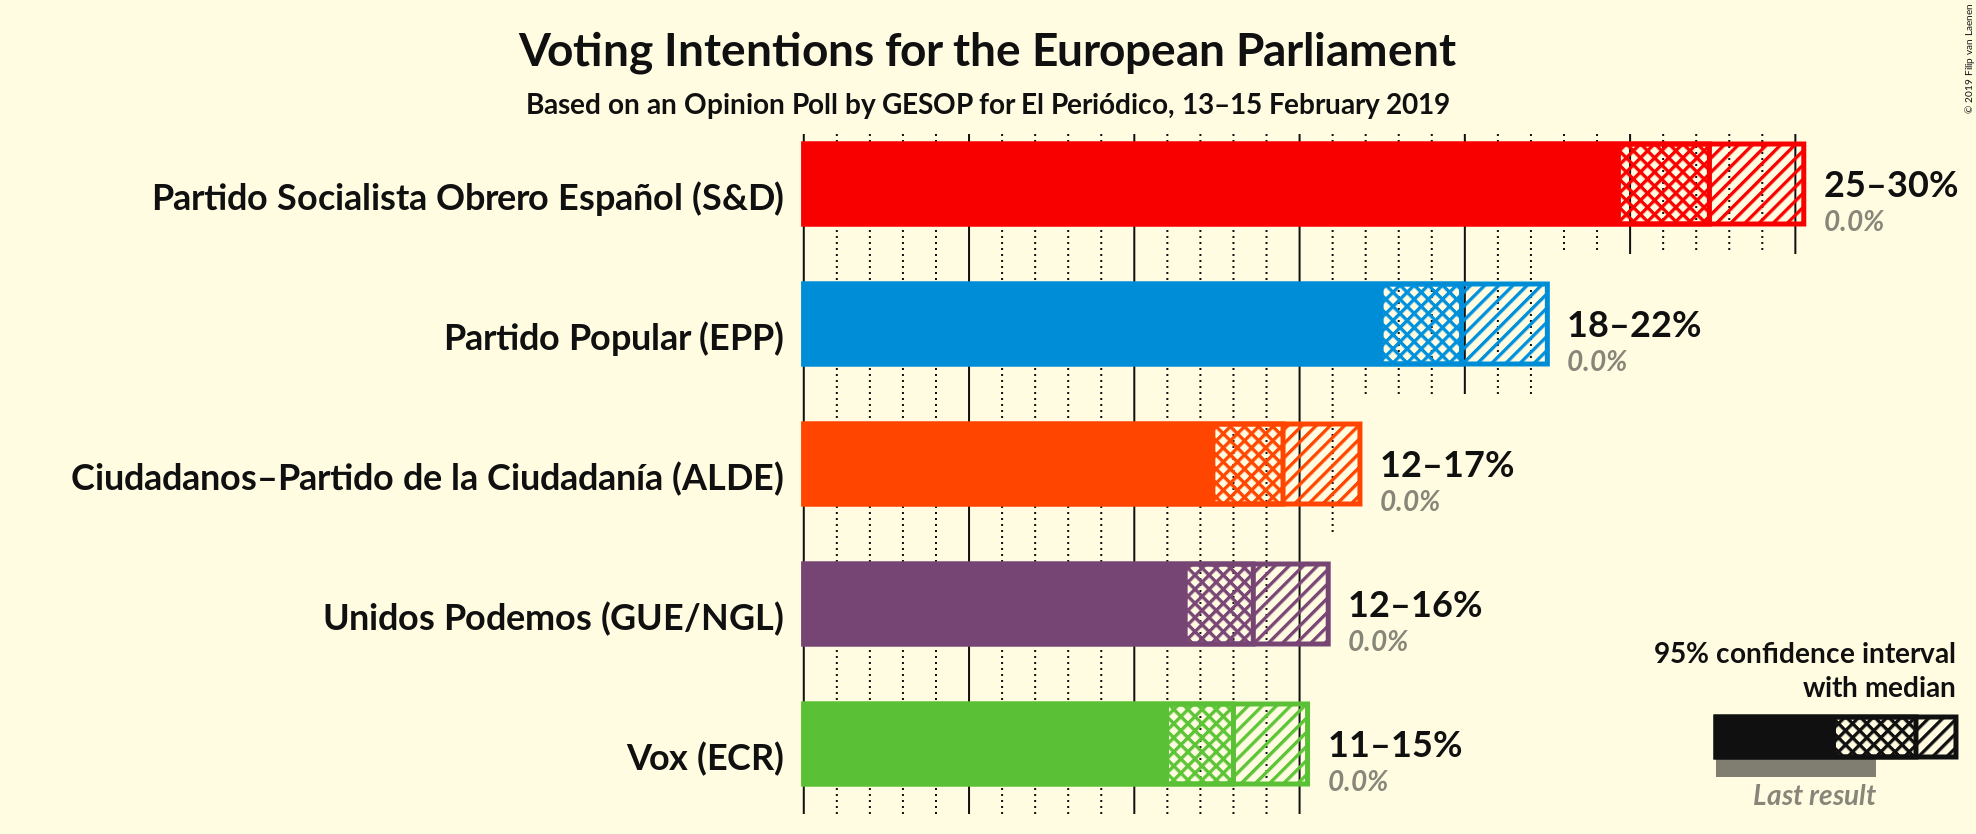 Voting Intentions for the European Parliament
Based on an Opinion Poll by GESOP for El Periódico, 13–15 February 2019
© 2019 Filip van Laenen
Partido Socialista Obrero Español (S&D)
25–30%
0.0%
Partido Popular (EPP)
18–22%
0.0%
Ciudadanos–Partido de la Ciudadanía (ALDE)
12–17%
0.0%
Unidos Podemos (GUE/NGL)
12–16%
0.0%
Vox (ECR)
11–15%
0.0%
95% confidence interval
with median
Last result